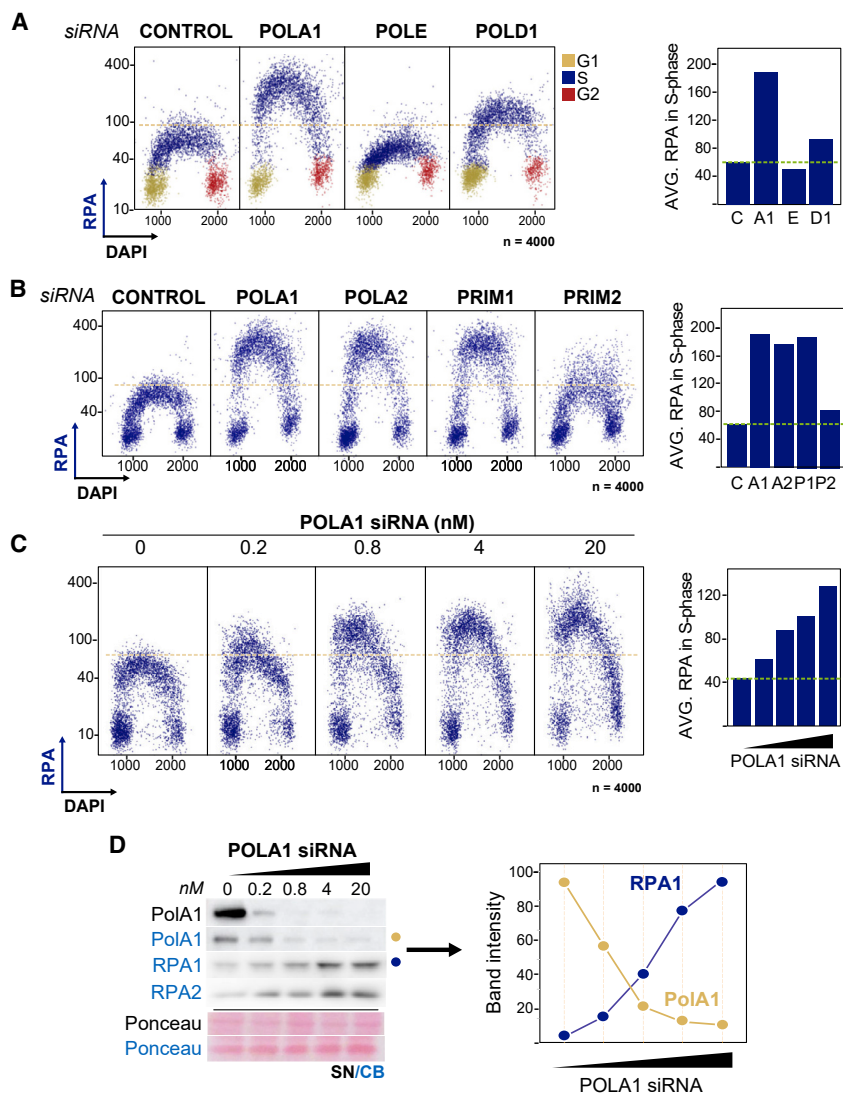 A
siRNA CONTROL POLA1 POLE POLD1
G1
S
G2
400
100
40
10
RPA
DAPI
1000 2000 1000 2000 1000 2000 1000 2000
n = 4000
AVG. RPA in S-phase
200
160
120
80
40
C A1 E D1
B
siRNA CONTROL POLA1 POLA2 PRIM1 PRIM2
400
100
40
RPA
DAPI
1000 2000 1000 2000 1000 2000 1000 2000 1000 2000
n = 4000
AVG. RPA in S-phase
200
160
120
80
40
C A1 A2 P1 P2
C
POLA1 siRNA (nM)
0 0.2 0.8 4 20
400
100
40
10
RPA
DAPI
1000 2000 1000 2000 1000 2000 1000 2000 1000 2000
n = 4000
AVG. RPA in S-phase
120
80
40
POLA1 siRNA
D
POLA1 siRNA
nM 0 0.2 0.8 4 20
PolA1
PolA1
RPA1
RPA2
Ponceau
Ponceau
SN/CB
Band intensity
100
80
60
40
20
RPA1
PolA1
POLA1 siRNA